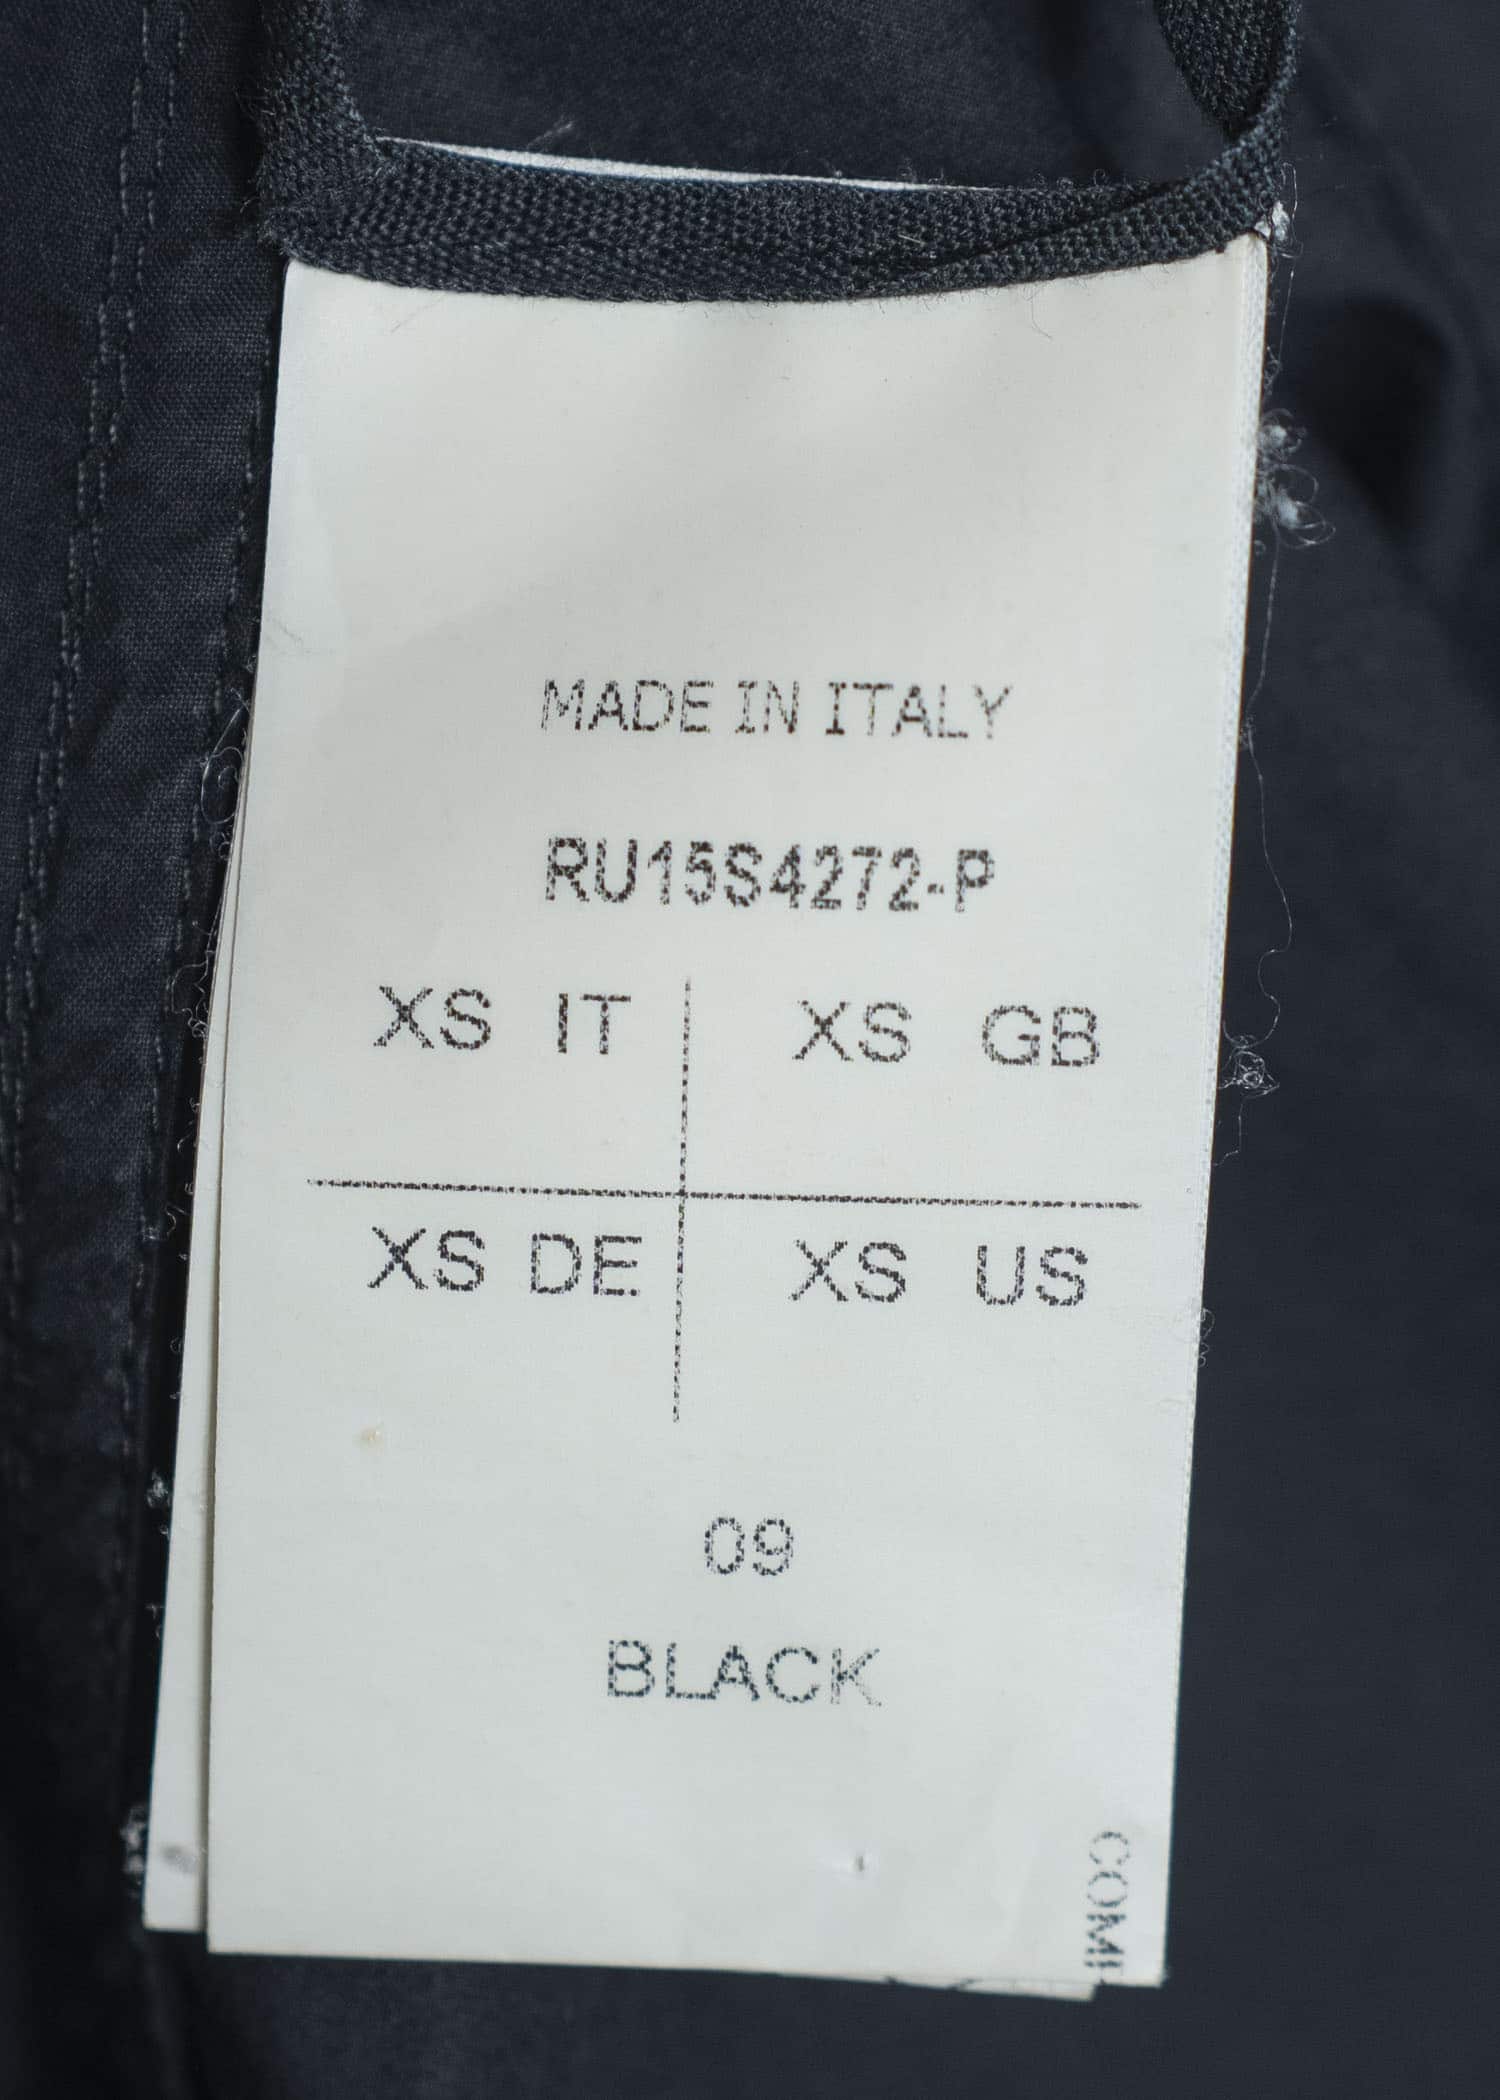 MADE IN ITALY
RU15S4272-P
XS IT XS GB
XS DE XS US
09
BLACK